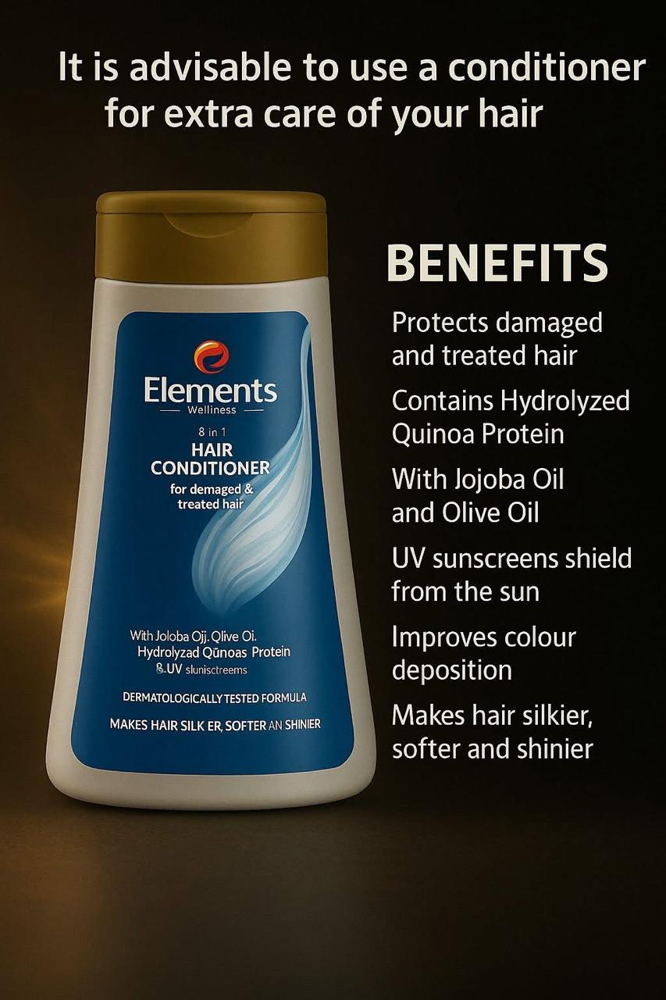 It is advisable to use a conditioner
for extra care of your hair
Elements
Wellness
8 in 1
HAIR
CONDITIONER
for demaged &
treated hair
With Joloba Ojj. Qlive Oi.
Hydrolyzad Qūnoas Protein
&.UV slunisctreems
DERMATOLOGICALLY TESTED FORMULA
MAKES HAIR SILK ER, SOFTER AN SHINIER
BENEFITS
Protects damaged
and treated hair
Contains Hydrolyzed
Quinoa Protein
With Jojoba Oil
and Olive Oil
UV sunscreens shield
from the sun
Improves colour
deposition
Makes hair silkier,
softer and shinier